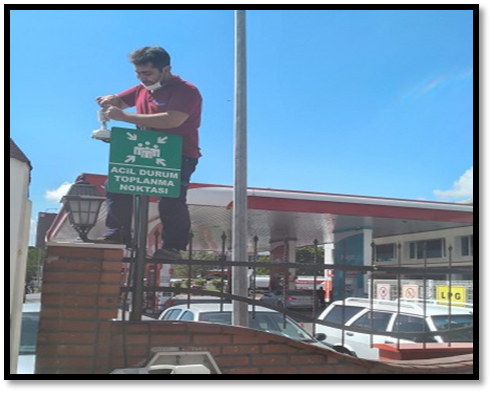 ACİL DURUM
TOPLANMA
NOKTASI
LPG